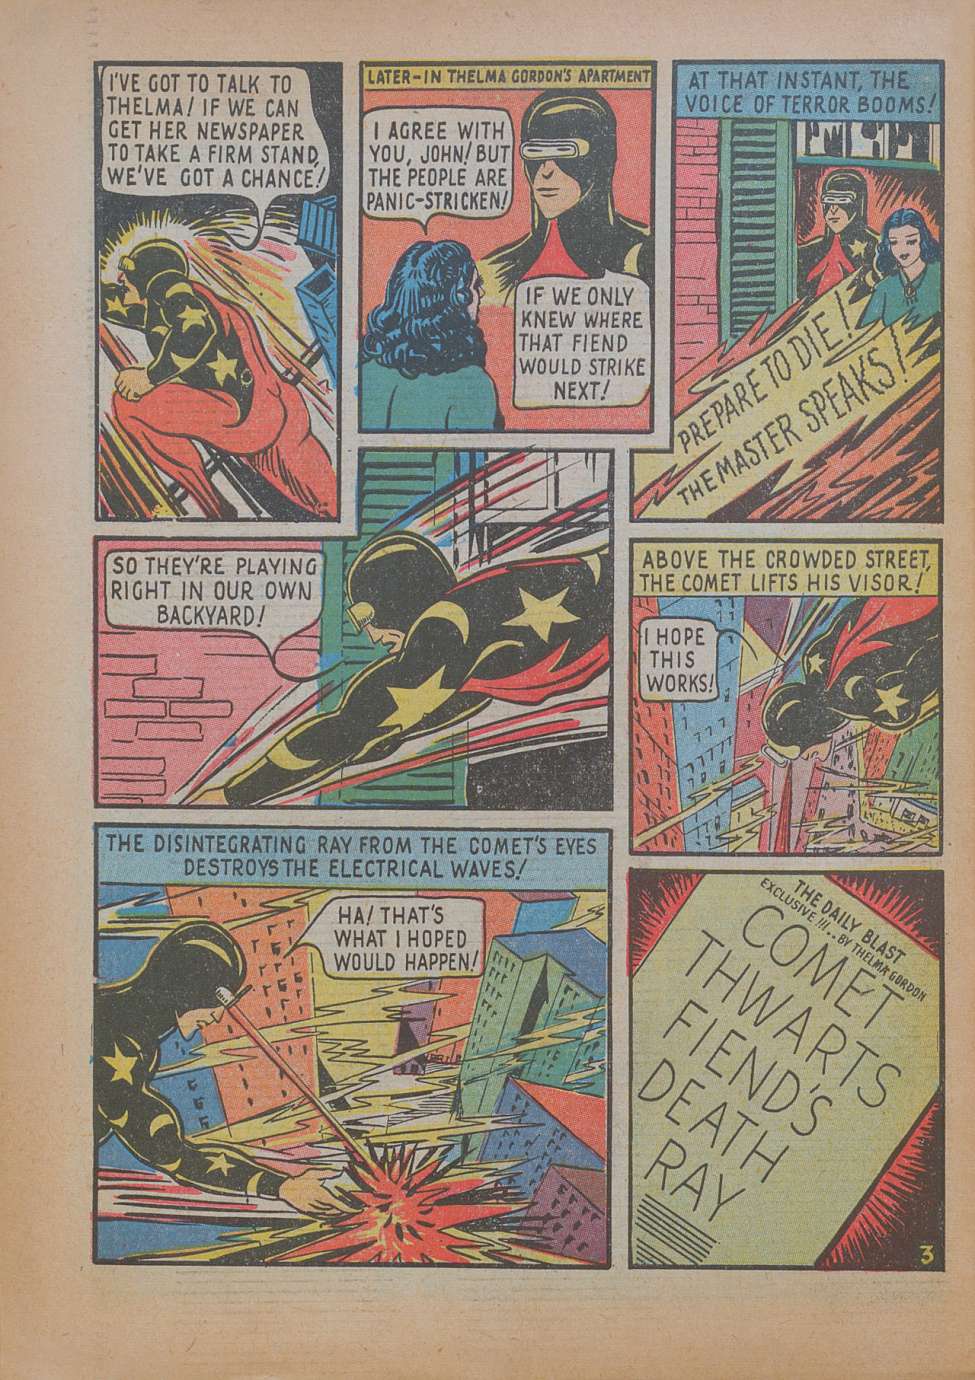 I'VE GOT TO TALK TO
THELMA! IF WE CAN
GET HER NEWSPAPER
TO TAKE A FIRM STAND,
WE'VE GOT A CHANCE!
LATER-IN THELMA GORDON'S APARTMENT
I AGREE WITH
YOU, JOHN! BUT
THE PEOPLE ARE
PANIC-STRICKEN!
IF WE ONLY
KNEW WHERE
THAT FIEND
WOULD STRIKE
NEXT!
AT THAT INSTANT, THE
VOICE OF TERROR BOOMS!
PREPARE TO DIE!
THE MASTER SPEAKS!
SO THEY'RE PLAYING
RIGHT IN OUR OWN
BACKYARD!
ABOVE THE CROWDED STREET,
THE COMET LIFTS HIS VISOR!
I HOPE
THIS
WORKS!
THE DISINTEGRATING RAY FROM THE COMET'S EYES
DESTROYS THE ELECTRICAL WAVES!
HA! THAT'S
WHAT I HOPED
WOULD HAPPEN!
THE DAILY BLAST
EXCLUSIVE!!!..BY THELMA GORDON
COMET
THWARTS
FIEND'S
DEATH
RAY
3